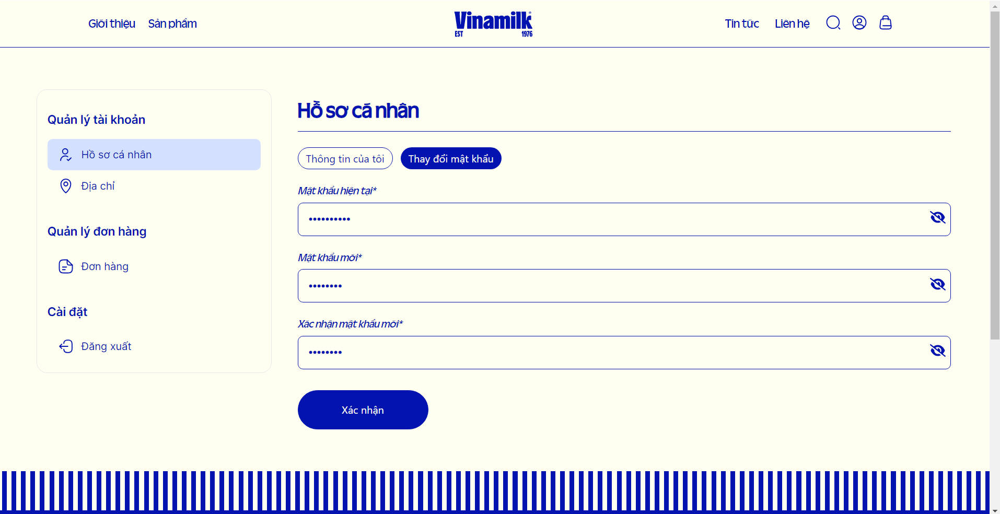 Giới thiệu Sản phẩm
Vinamilk ®
EST 1976
Tin tức Liên hệ
Quản lý tài khoản
Hồ sơ cá nhân
Địa chỉ
Quản lý đơn hàng
Đơn hàng
Cài đặt
Đăng xuất
Hồ sơ cá nhân
Thông tin của tôi Thay đổi mật khẩu
Mật khẩu hiện tại*
••••••••••
Mật khẩu mới*
••••••••
Xác nhận mật khẩu mới*
••••••••
Xác nhận